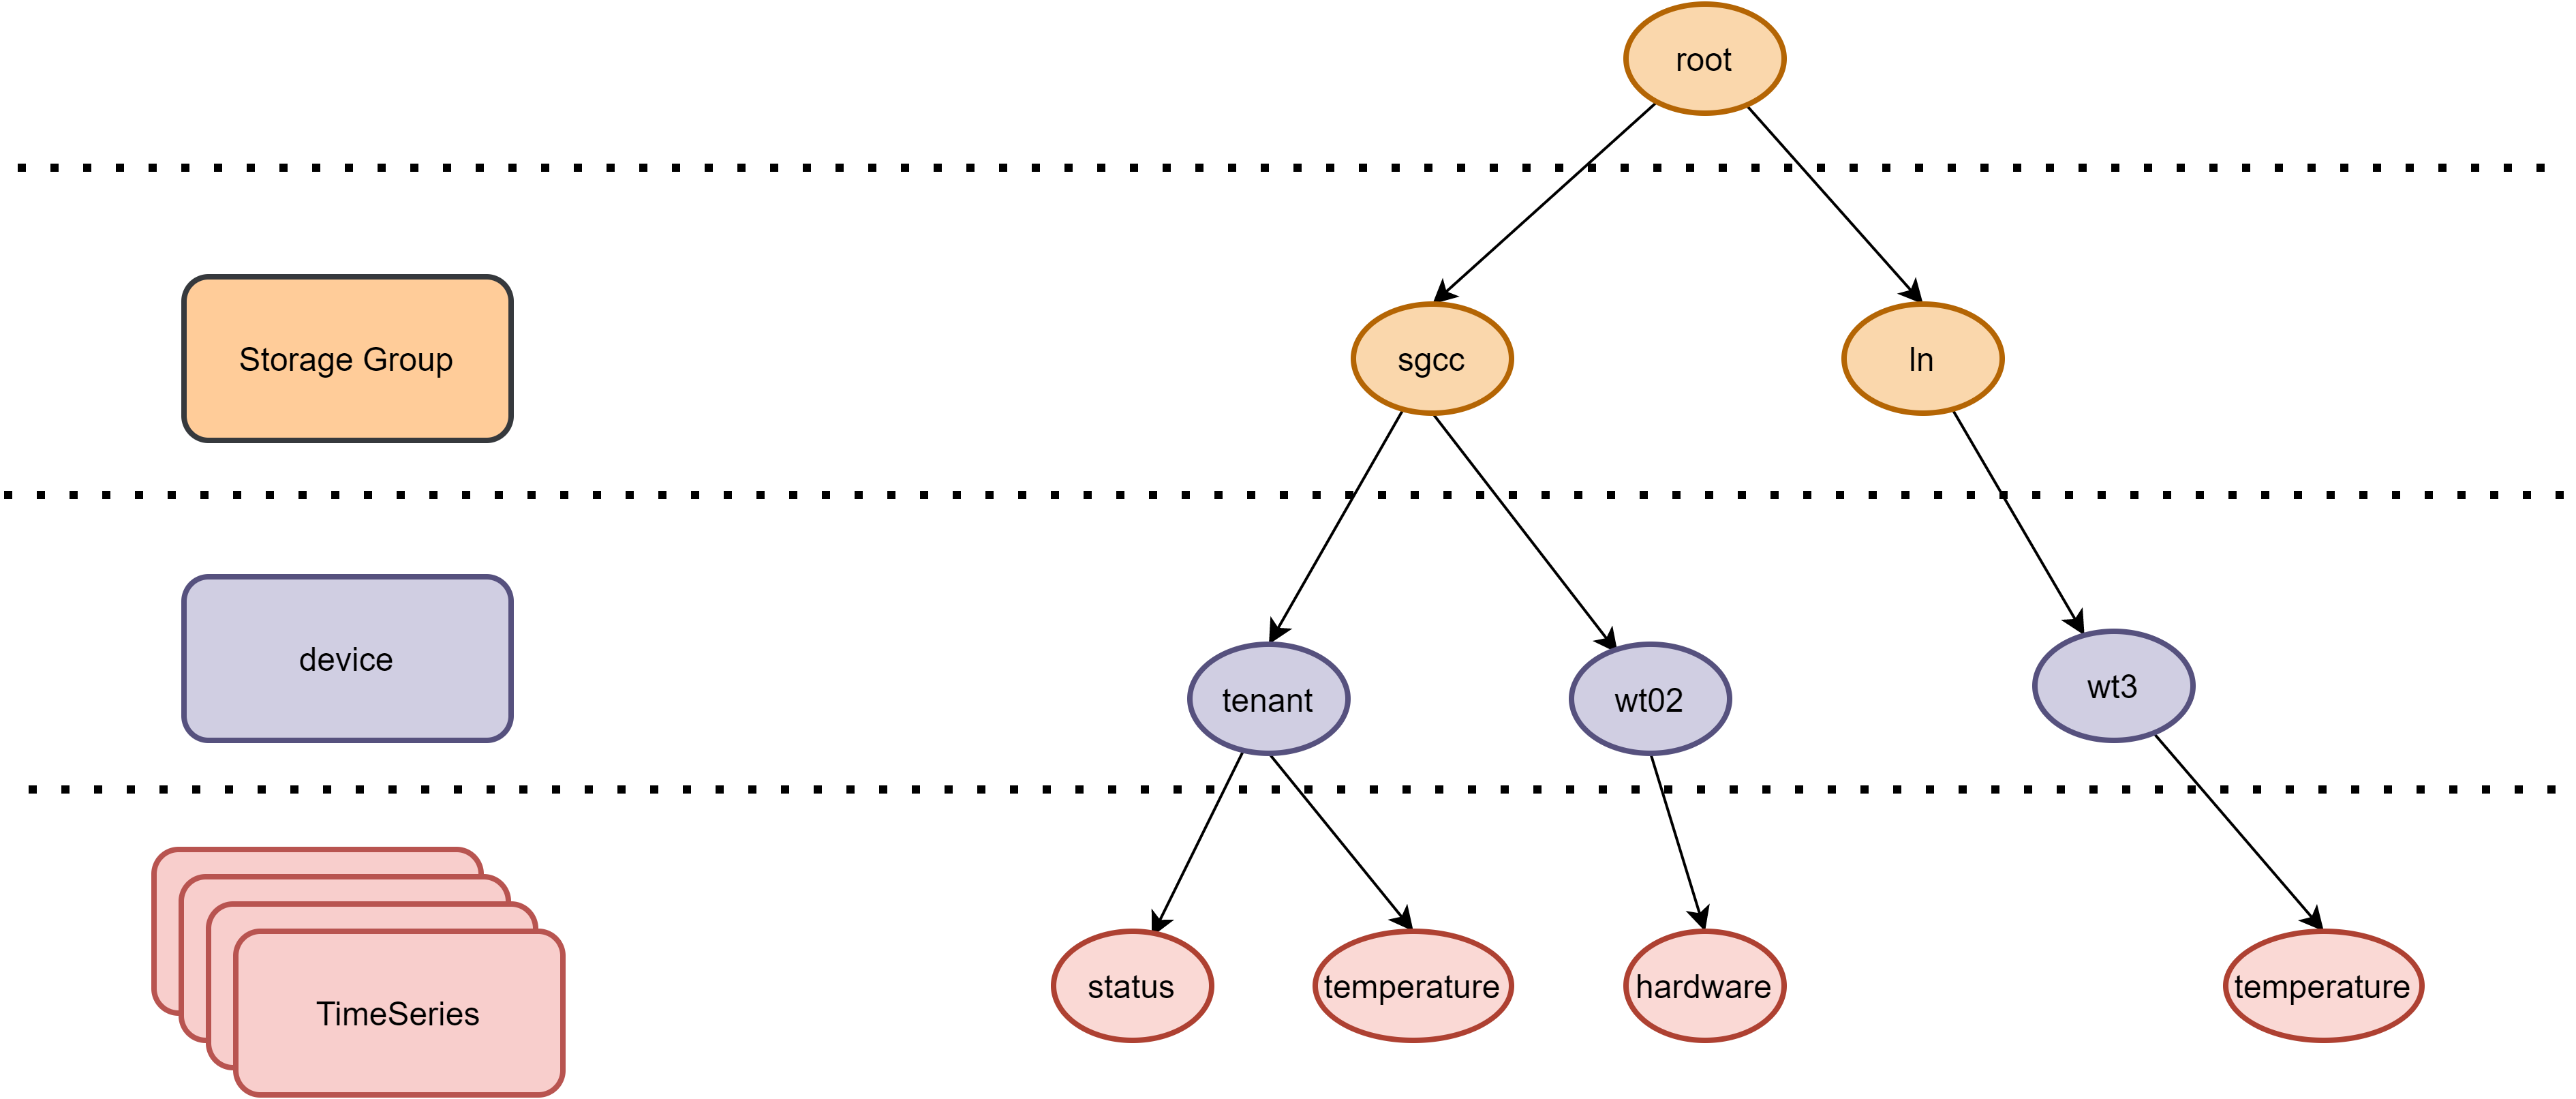 root
Storage Group
sgcc
ln
device
tenant
wt02
wt3
TimeSeries
status
temperature
hardware
temperature